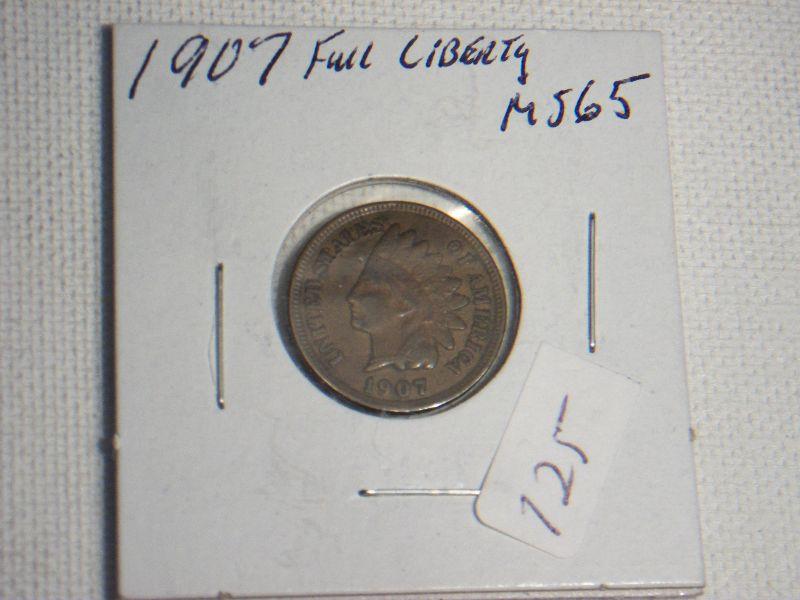 1907 Full LiBERTy
MS65
UNITED STATES OF AMERICA
1907
125